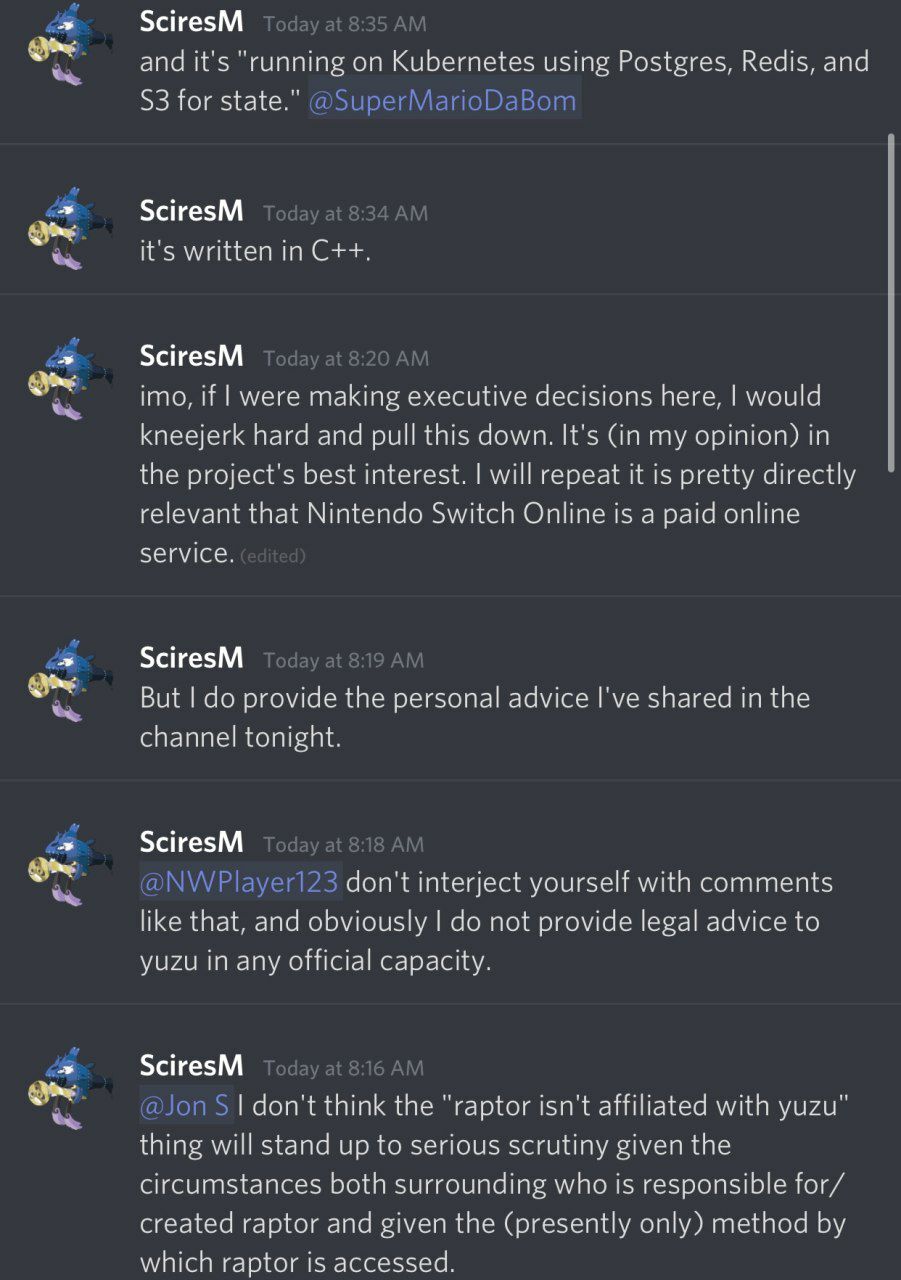 SciresM Today at 8:35 AM
and it's "running on Kubernetes using Postgres, Redis, and
S3 for state." @SuperMarioDaBom
SciresM Today at 8:34 AM
it's written in C++.
SciresM Today at 8:20 AM
imo, if I were making executive decisions here, I would
kneejerk hard and pull this down. It's (in my opinion) in
the project's best interest. I will repeat it is pretty directly
relevant that Nintendo Switch Online is a paid online
service. (edited)
SciresM Today at 8:19 AM
But I do provide the personal advice I've shared in the
channel tonight.
SciresM Today at 8:18 AM
@NWPlayer123 don't interject yourself with comments
like that, and obviously I do not provide legal advice to
yuzu in any official capacity.
SciresM Today at 8:16 AM
@Jon S I don't think the "raptor isn't affiliated with yuzu"
thing will stand up to serious scrutiny given the
circumstances both surrounding who is responsible for/
created raptor and given the (presently only) method by
which raptor is accessed.